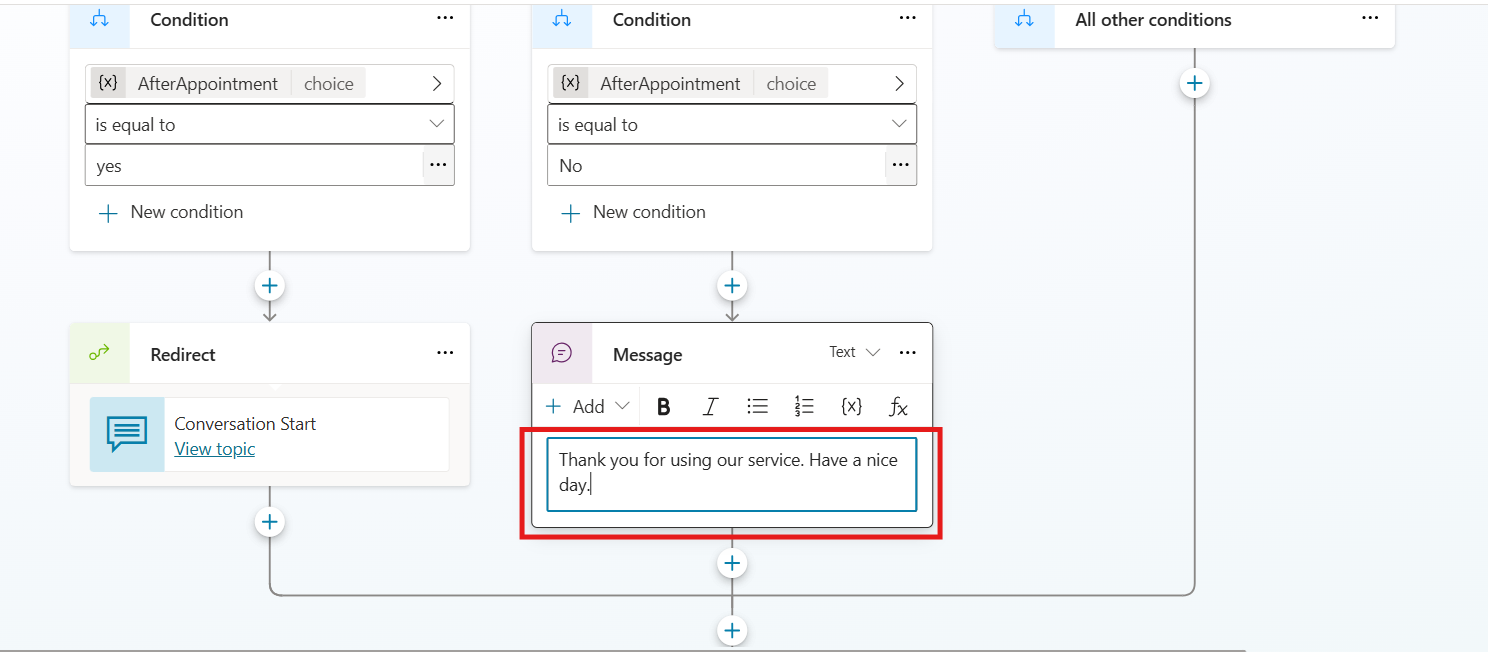 Condition
AfterAppointment choice
is equal to
yes
New condition
Redirect
Conversation Start
View topic
Condition
AfterAppointment choice
is equal to
No
New condition
Message Text
Add B I {x} fx
Thank you for using our service. Have a nice
day.
All other conditions